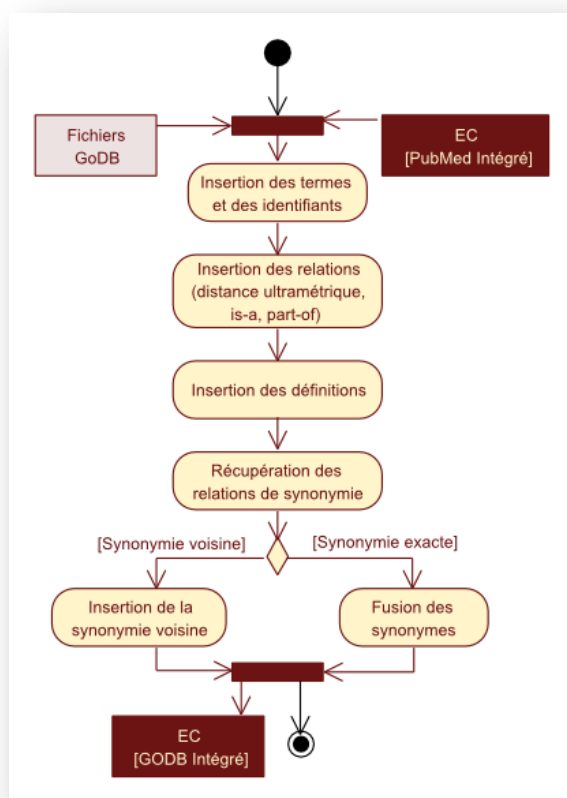 Fichiers
GoDB
EC
[PubMed Intégré]
Insertion des termes
et des identifiants
Insertion des relations
(distance ultramétrique,
is-a, part-of)
Insertion des définitions
Récupération des
relations de synonymie
[Synonymie voisine]
[Synonymie exacte]
Insertion de la
synonymie voisine
Fusion des
synonymes
EC
[GODB Intégré]